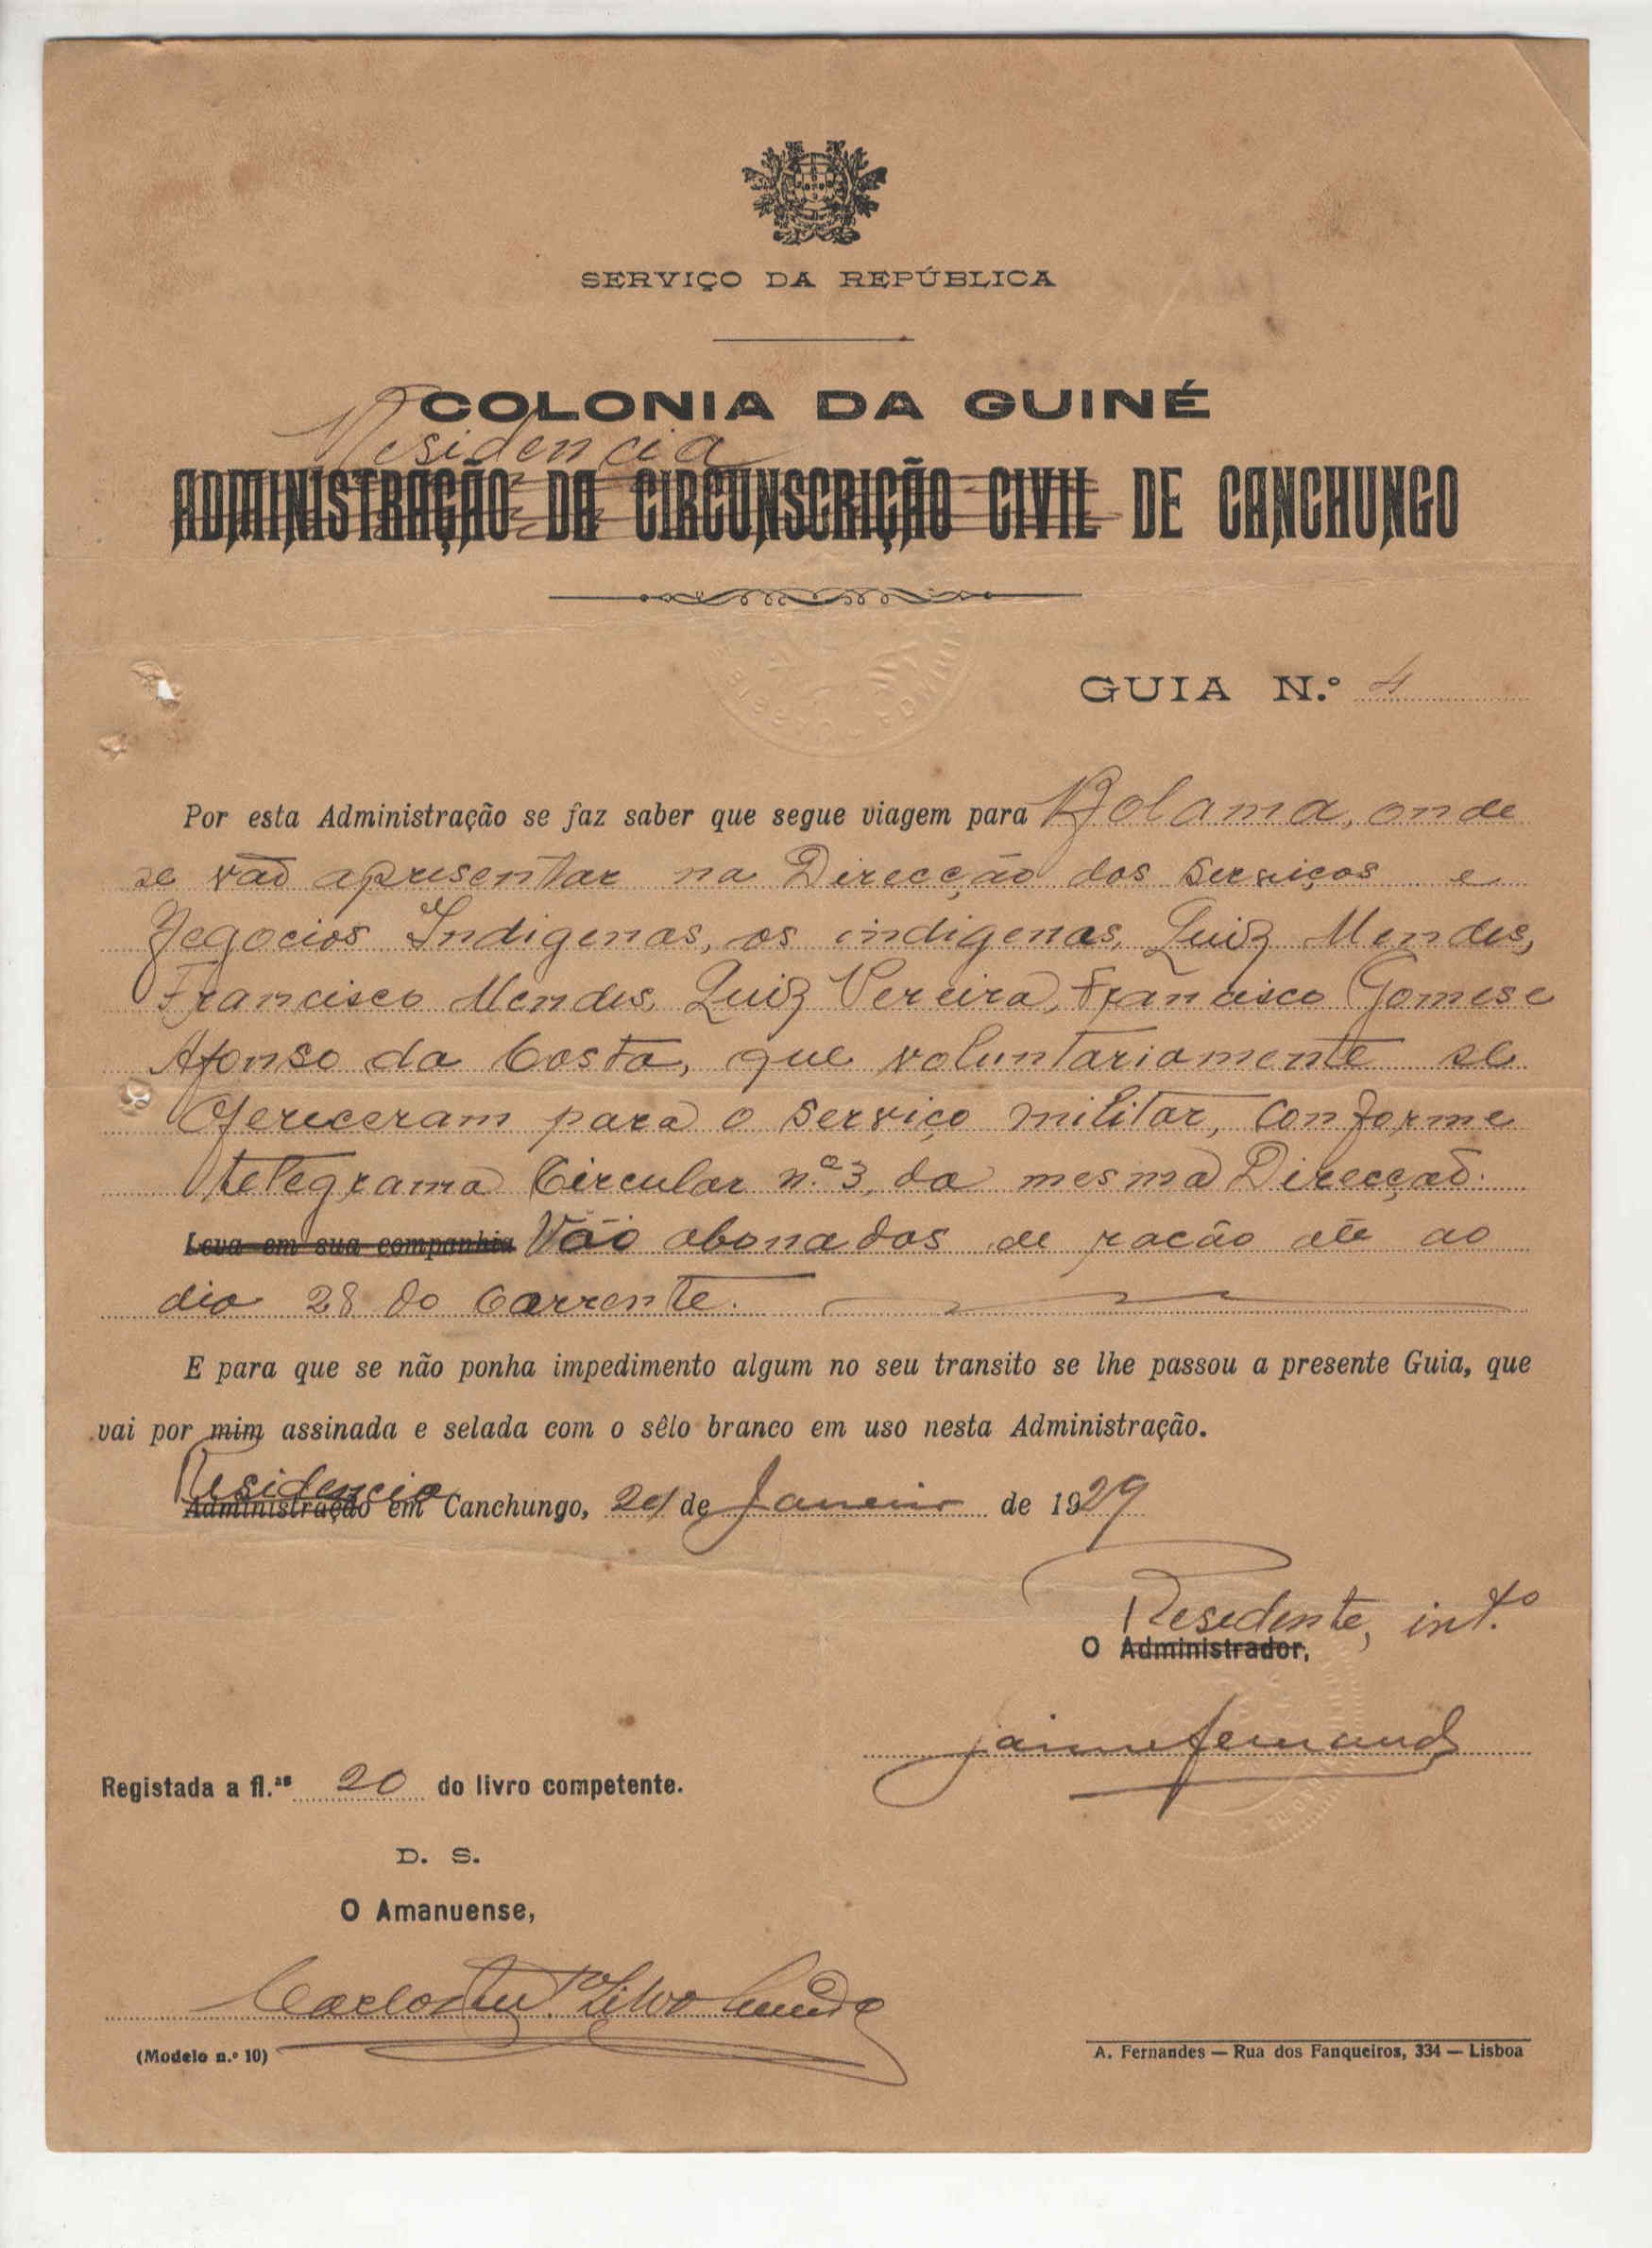 SERVIÇO DA REPÚBLICA
COLONIA DA GUINÉ
Residencia
ADMINISTRAÇÃO DA CIRCUNSCRIÇÃO CIVIL DE CANCHUNGO
GUIA N.º 4
Por esta Administração se faz saber que segue viagem para Bolama, onde
se vaõ apresentar na Direcção dos Serviços e
Negocios Indigenas, os indigenas, Luiz Mendes,
Francisco Mendes, Luiz Pereira, Francisco Gomes e
Afonso da Costa, que voluntariamente se
Ofereceram para o serviço militar, conforme
telegrama Circular n.º 3, da mesma Direcçaõ.
Leva em sua companhia Vão abonados de racão até ao
dia 28 do Corrente.
E para que se não ponha impedimento algum no seu transito se lhe passou a presente Guia, que
vai por mim assinada e selada com o sêlo branco em uso nesta Administração.
Residencia
Administração em Canchungo, de Janeiro de 1929
Resedente, int.º
O Administrador,
Jaime Fernand
Registada a fl.as 20 do livro competente.
D. S.
O Amanuense,
Silva
(Modelo n.º 10)
A. Fernandes — Rua dos Fanqueiros, 334 — Lisboa